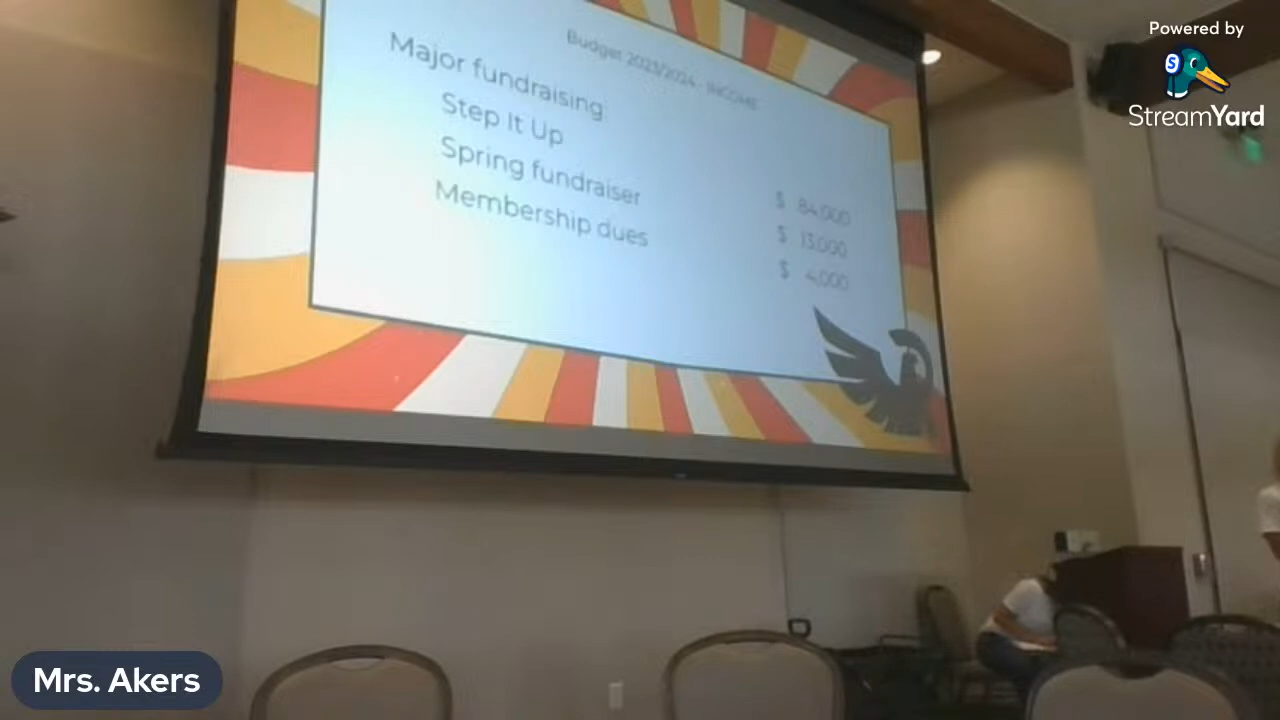 Powered by
StreamYard
Budget 2023/2024 - INCOME
Major fundraising:
Step It Up
Spring fundraiser
Membership dues
$ 84,000
$ 13,000
$ 4,000
Mrs. Akers